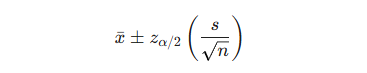 x̄ ± z_{α/2} (s/√n)